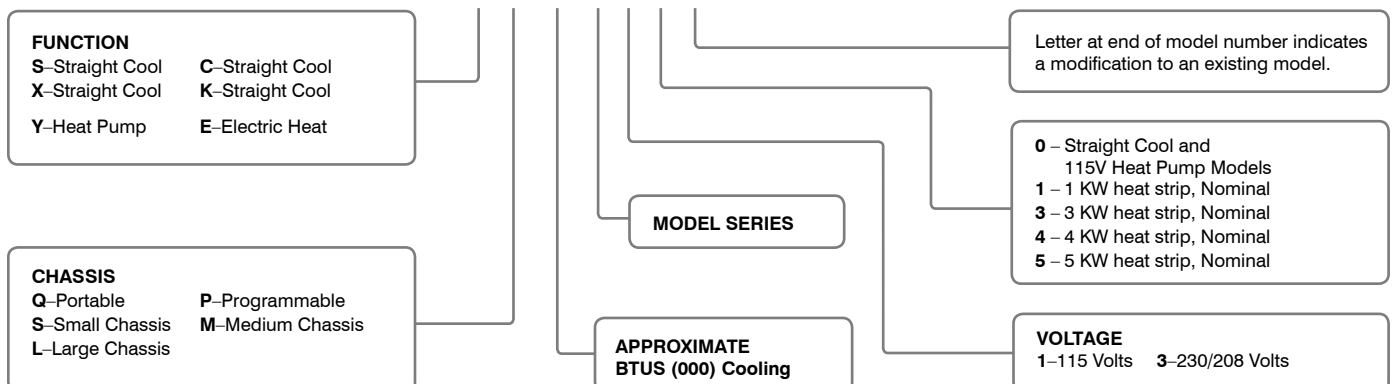 FUNCTION
S–Straight Cool C–Straight Cool
X–Straight Cool K–Straight Cool
Y–Heat Pump E–Electric Heat
Letter at end of model number indicates
a modification to an existing model.
0 – Straight Cool and
115V Heat Pump Models
1 – 1 KW heat strip, Nominal
3 – 3 KW heat strip, Nominal
4 – 4 KW heat strip, Nominal
5 – 5 KW heat strip, Nominal
MODEL SERIES
CHASSIS
Q–Portable P–Programmable
S–Small Chassis M–Medium Chassis
L–Large Chassis
APPROXIMATE
BTUS (000) Cooling
VOLTAGE
1–115 Volts 3–230/208 Volts